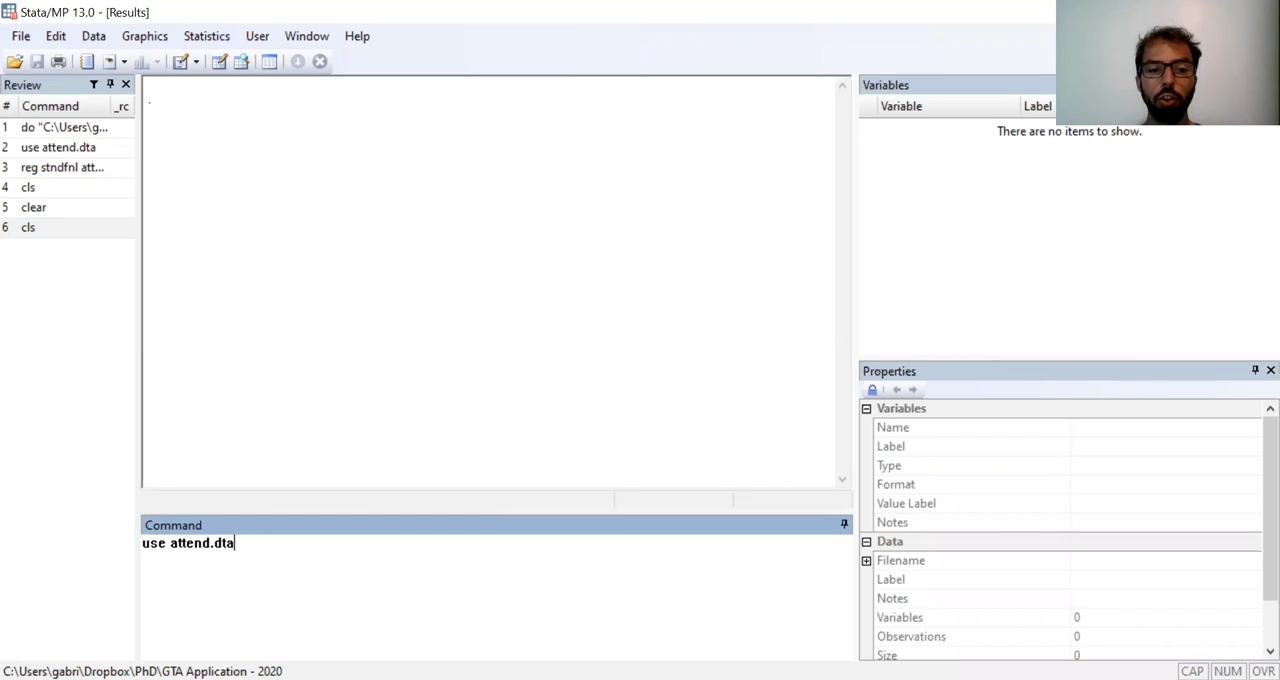 Stata/MP 13.0 - [Results]
File Edit Data Graphics Statistics User Window Help
Review
# Command _rc
1 do "C:\Users\g...
2 use attend.dta
3 reg stndfnl att...
4 cls
5 clear
6 cls
.
Variables
Variable Label
There are no items to show.
Properties
Variables
Name
Label
Type
Format
Value Label
Notes
Data
Filename
Label
Notes
Variables 0
Observations 0
Size 0
Command
use attend.dta
C:\Users\gabri\Dropbox\PhD\GTA Application - 2020
CAP NUM OVR